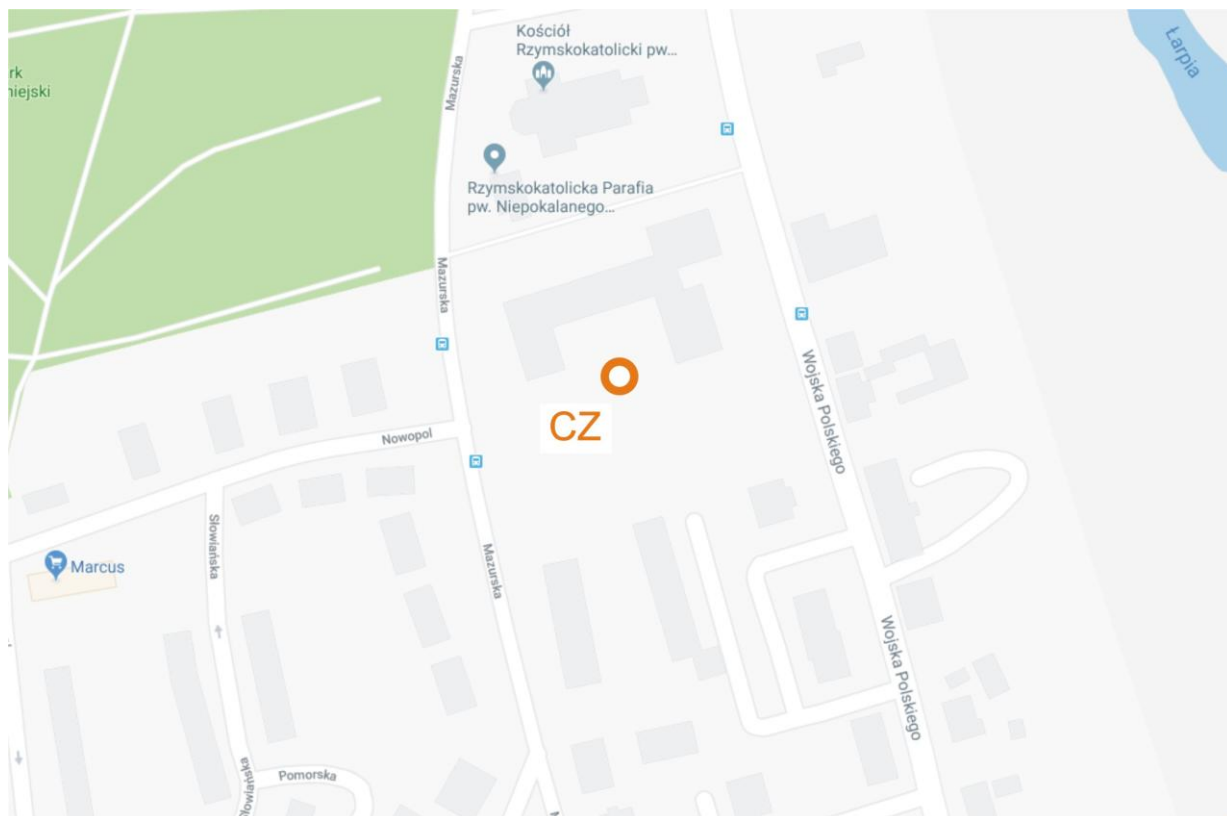 Kościół
Rzymskokatolicki pw...
Łarpia
Mazurska
rk
niejski
Rzymskokatolicka Parafia
pw. Niepokalanego...
Mazurska
Wojska Polskiego
CZ
Nowopol
Słowiańska
Mazurska
Marcus
Wojska Polskiego
Pomorska
łowiańska